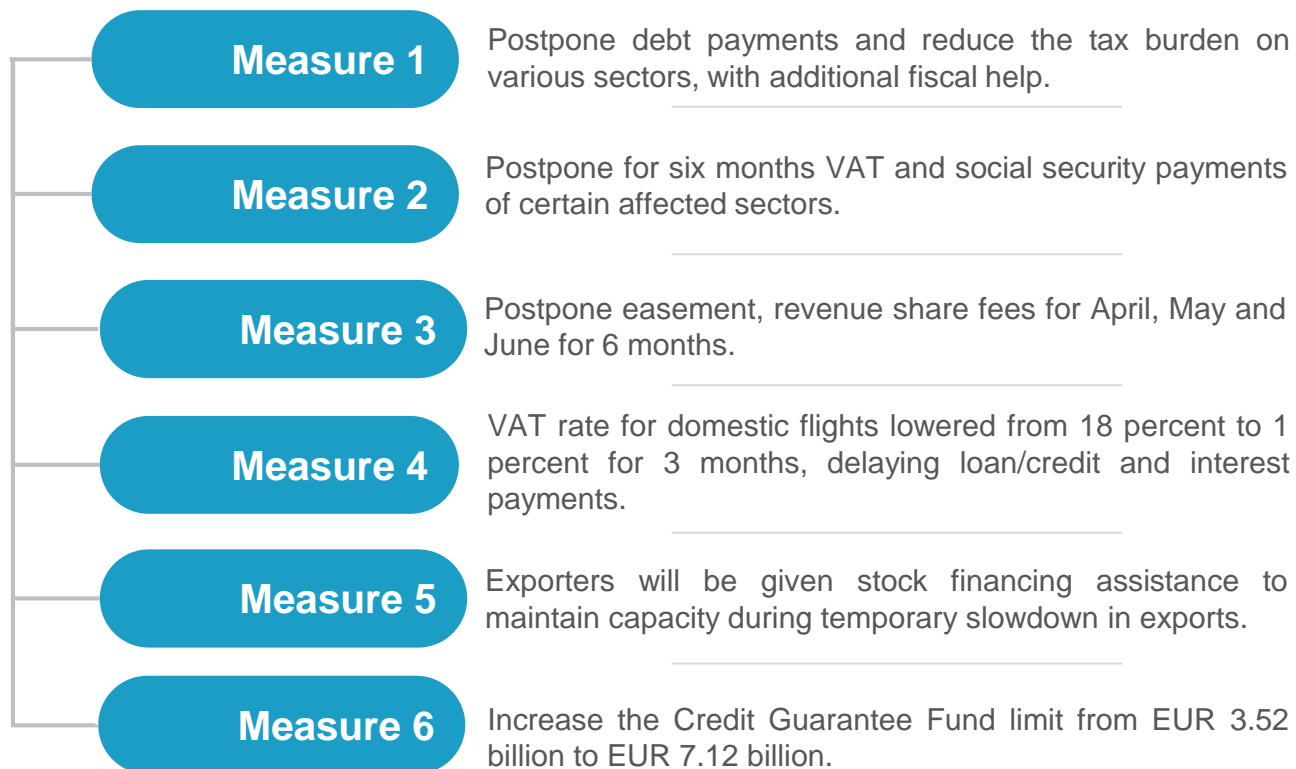 Measure 1
Postpone debt payments and reduce the tax burden on
various sectors, with additional fiscal help.
Measure 2
Postpone for six months VAT and social security payments
of certain affected sectors.
Measure 3
Postpone easement, revenue share fees for April, May and
June for 6 months.
Measure 4
VAT rate for domestic flights lowered from 18 percent to 1
percent for 3 months, delaying loan/credit and interest
payments.
Measure 5
Exporters will be given stock financing assistance to
maintain capacity during temporary slowdown in exports.
Measure 6
Increase the Credit Guarantee Fund limit from EUR 3.52
billion to EUR 7.12 billion.